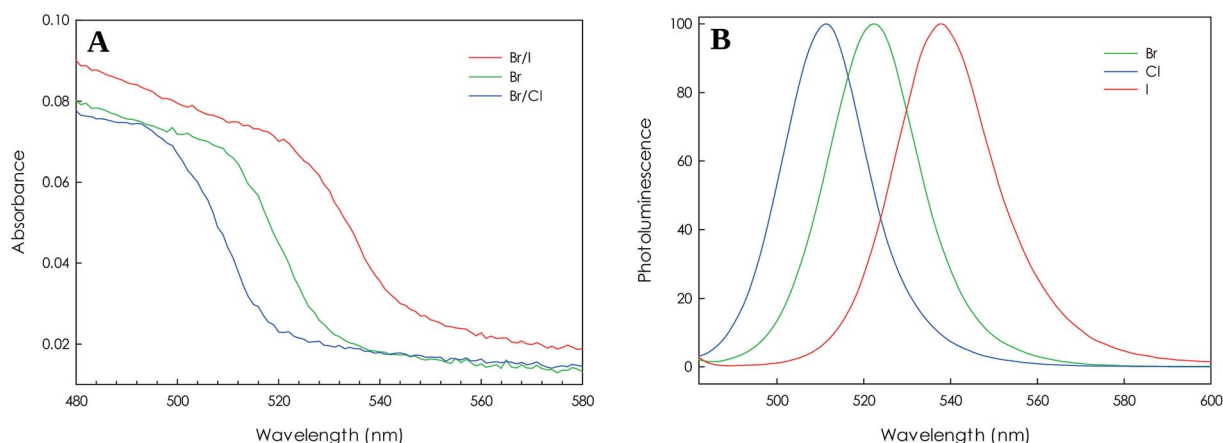 A
Br/I
Br
Br/Cl
0.10
0.08
0.06
0.04
0.02
Absorbance
480
500
520
540
560
580
Wavelength (nm)
B
Br
Cl
I
100
80
60
40
20
0
Photoluminescence
500
520
540
560
580
600
Wavelength (nm)